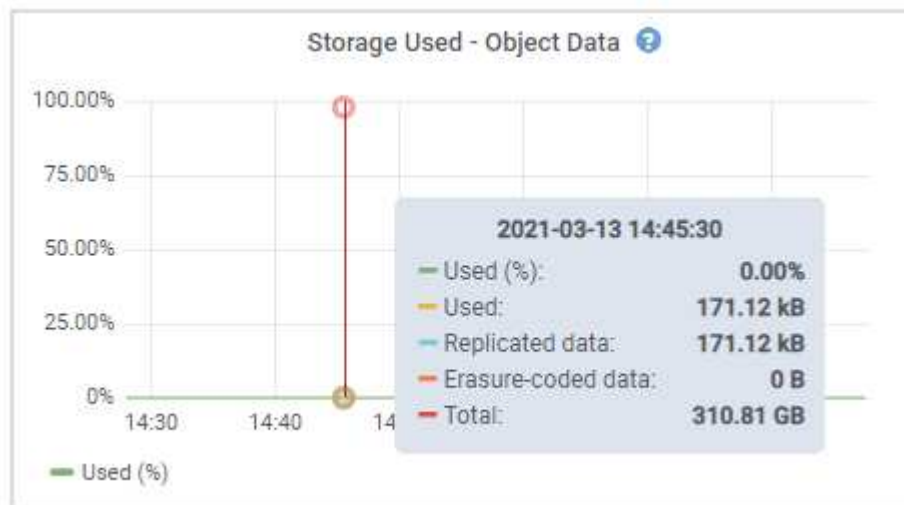 Storage Used - Object Data ?
100.00%
75.00%
50.00%
25.00%
0%
14:30 14:40 14
2021-03-13 14:45:30
Used (%): 0.00%
Used: 171.12 kB
Replicated data: 171.12 kB
Erasure-coded data: 0 B
Total: 310.81 GB
Used (%)